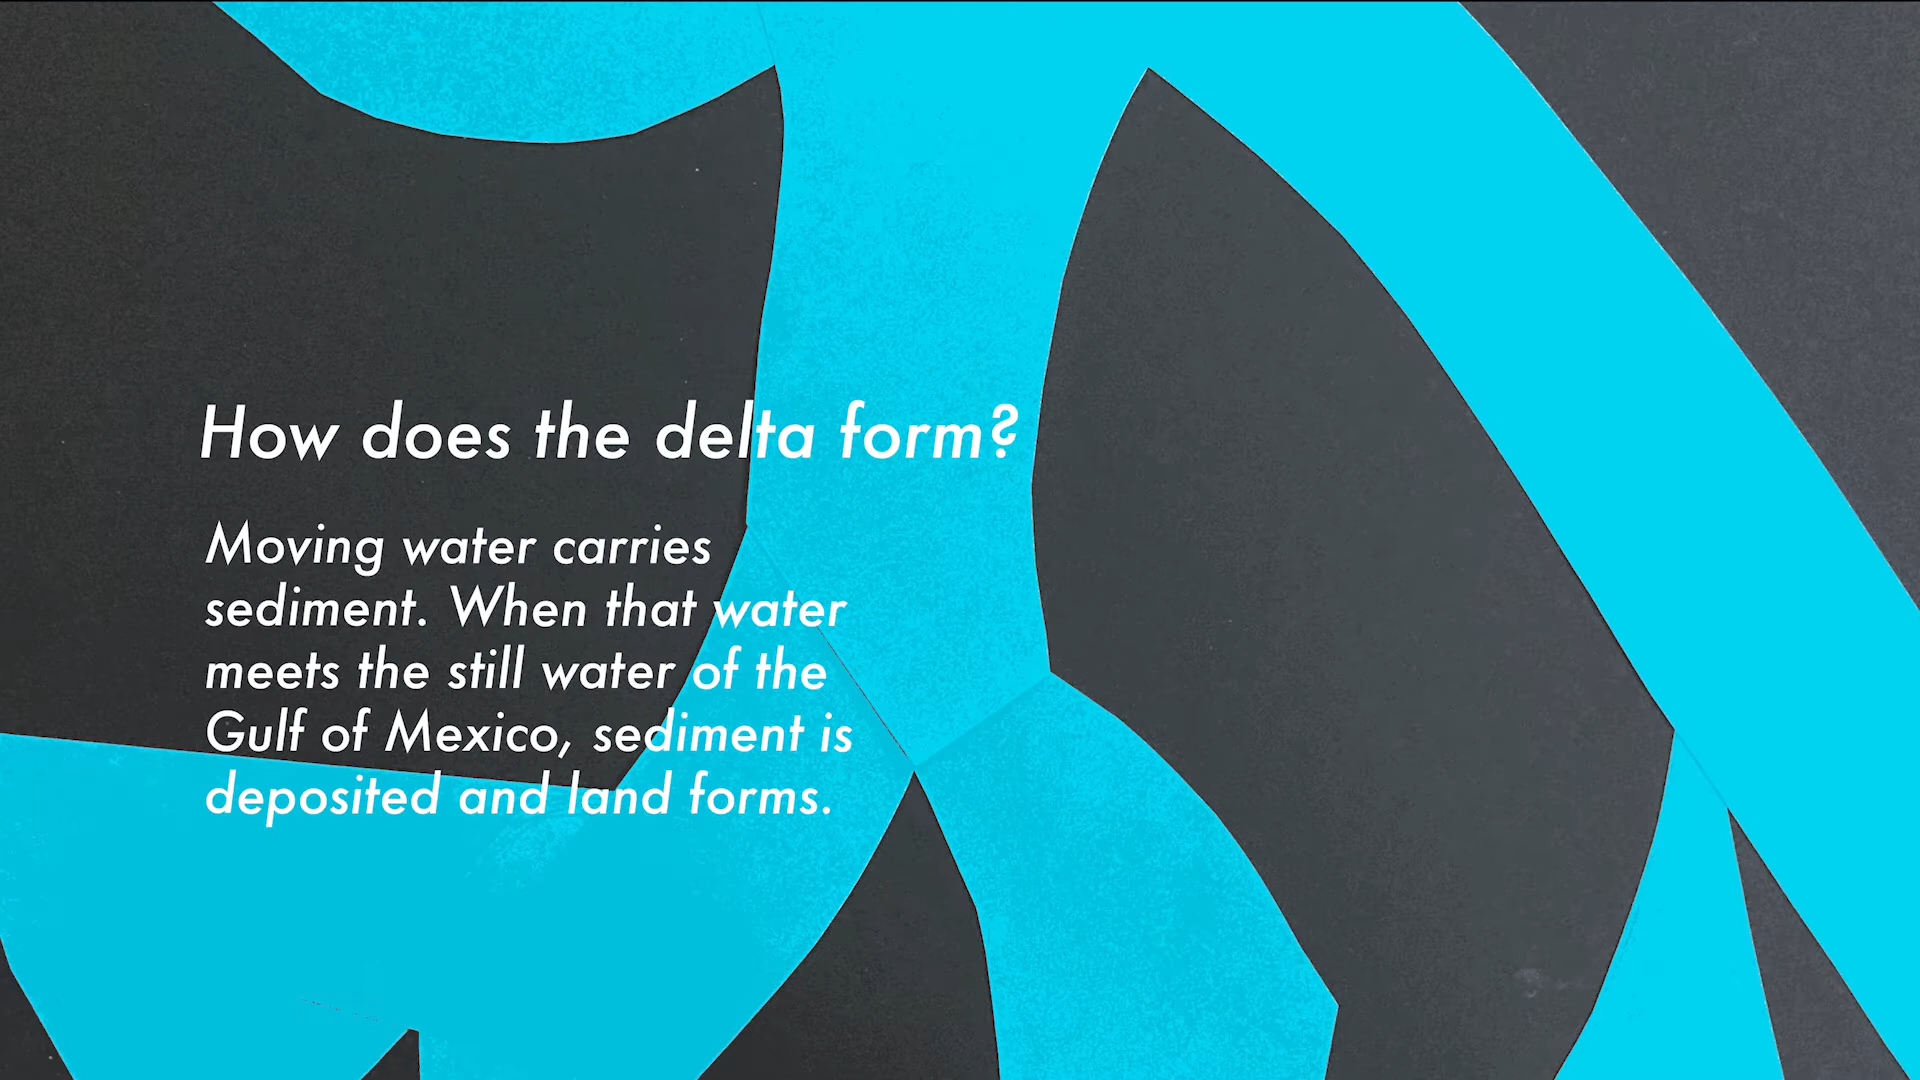 How does the delta form?
Moving water carries
sediment. When that water
meets the still water of the
Gulf of Mexico, sediment is
deposited and land forms.